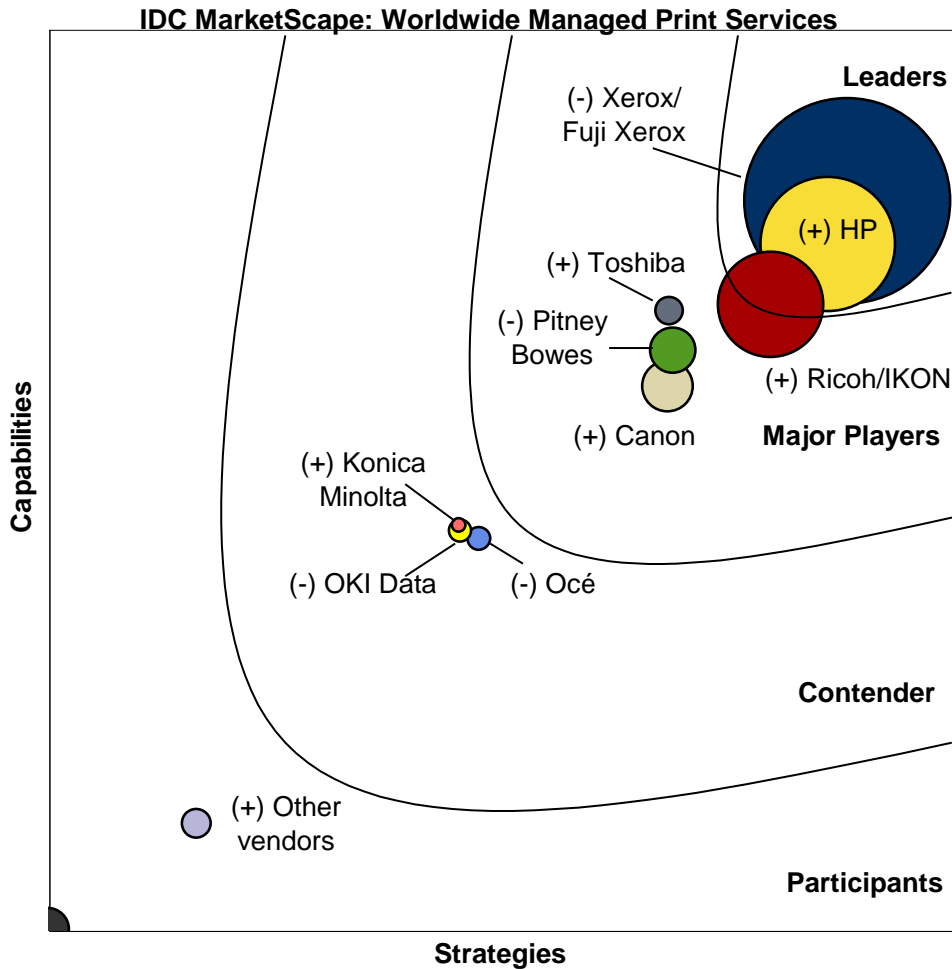 IDC MarketScape: Worldwide Managed Print Services
Leaders
(-) Xerox/
Fuji Xerox
(+) HP
(+) Toshiba
(-) Pitney
Bowes
(+) Ricoh/IKON
(+) Canon
Major Players
(+) Konica
Minolta
(-) OKI Data
(-) Océ
Contender
(+) Other
vendors
Participants
Capabilities
Strategies